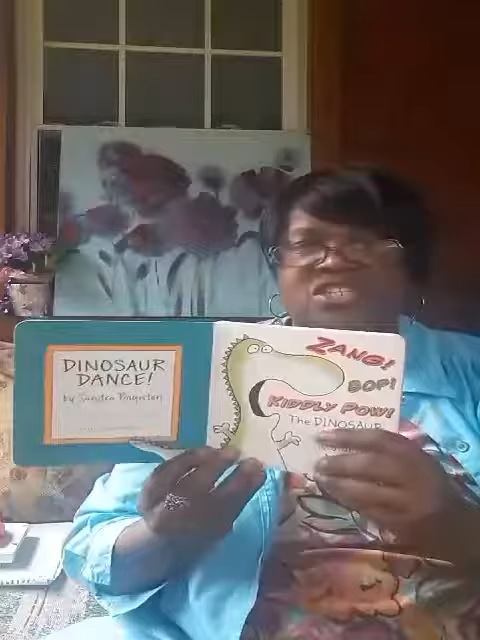 DINOSAUR
DANCE!
by Sandra Boynton
ZANG!
BOP!
KIDDLY POW!
The DINOSAUR